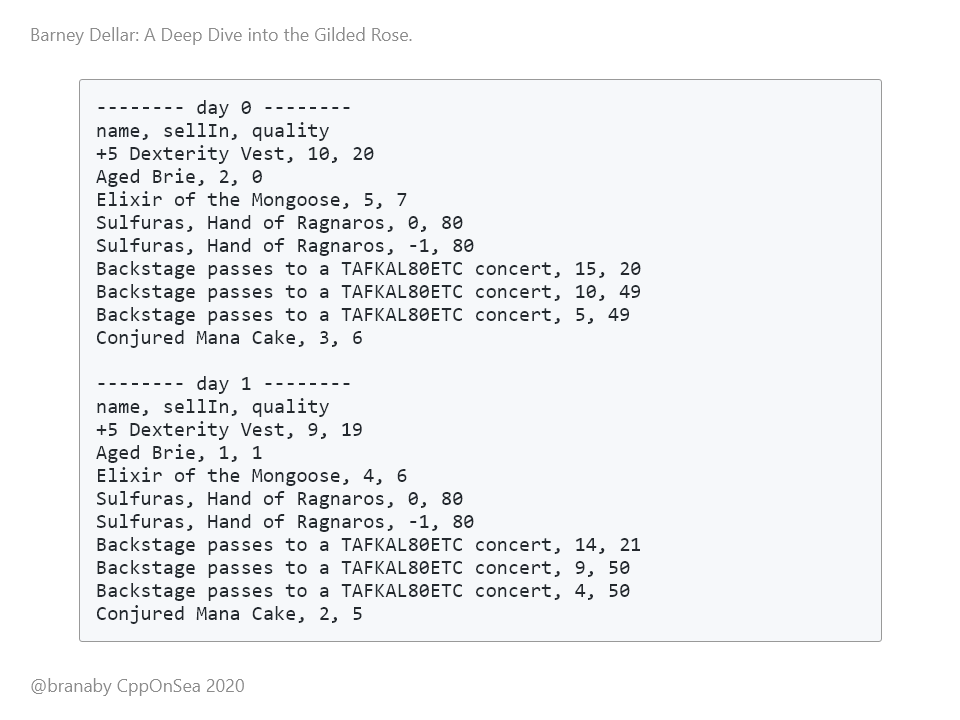 Barney Dellar: A Deep Dive into the Gilded Rose.
-------- day 0 --------
name, sellIn, quality
+5 Dexterity Vest, 10, 20
Aged Brie, 2, 0
Elixir of the Mongoose, 5, 7
Sulfuras, Hand of Ragnaros, 0, 80
Sulfuras, Hand of Ragnaros, -1, 80
Backstage passes to a TAFKAL80ETC concert, 15, 20
Backstage passes to a TAFKAL80ETC concert, 10, 49
Backstage passes to a TAFKAL80ETC concert, 5, 49
Conjured Mana Cake, 3, 6
-------- day 1 --------
name, sellIn, quality
+5 Dexterity Vest, 9, 19
Aged Brie, 1, 1
Elixir of the Mongoose, 4, 6
Sulfuras, Hand of Ragnaros, 0, 80
Sulfuras, Hand of Ragnaros, -1, 80
Backstage passes to a TAFKAL80ETC concert, 14, 21
Backstage passes to a TAFKAL80ETC concert, 9, 50
Backstage passes to a TAFKAL80ETC concert, 4, 50
Conjured Mana Cake, 2, 5
@branaby CppOnSea 2020